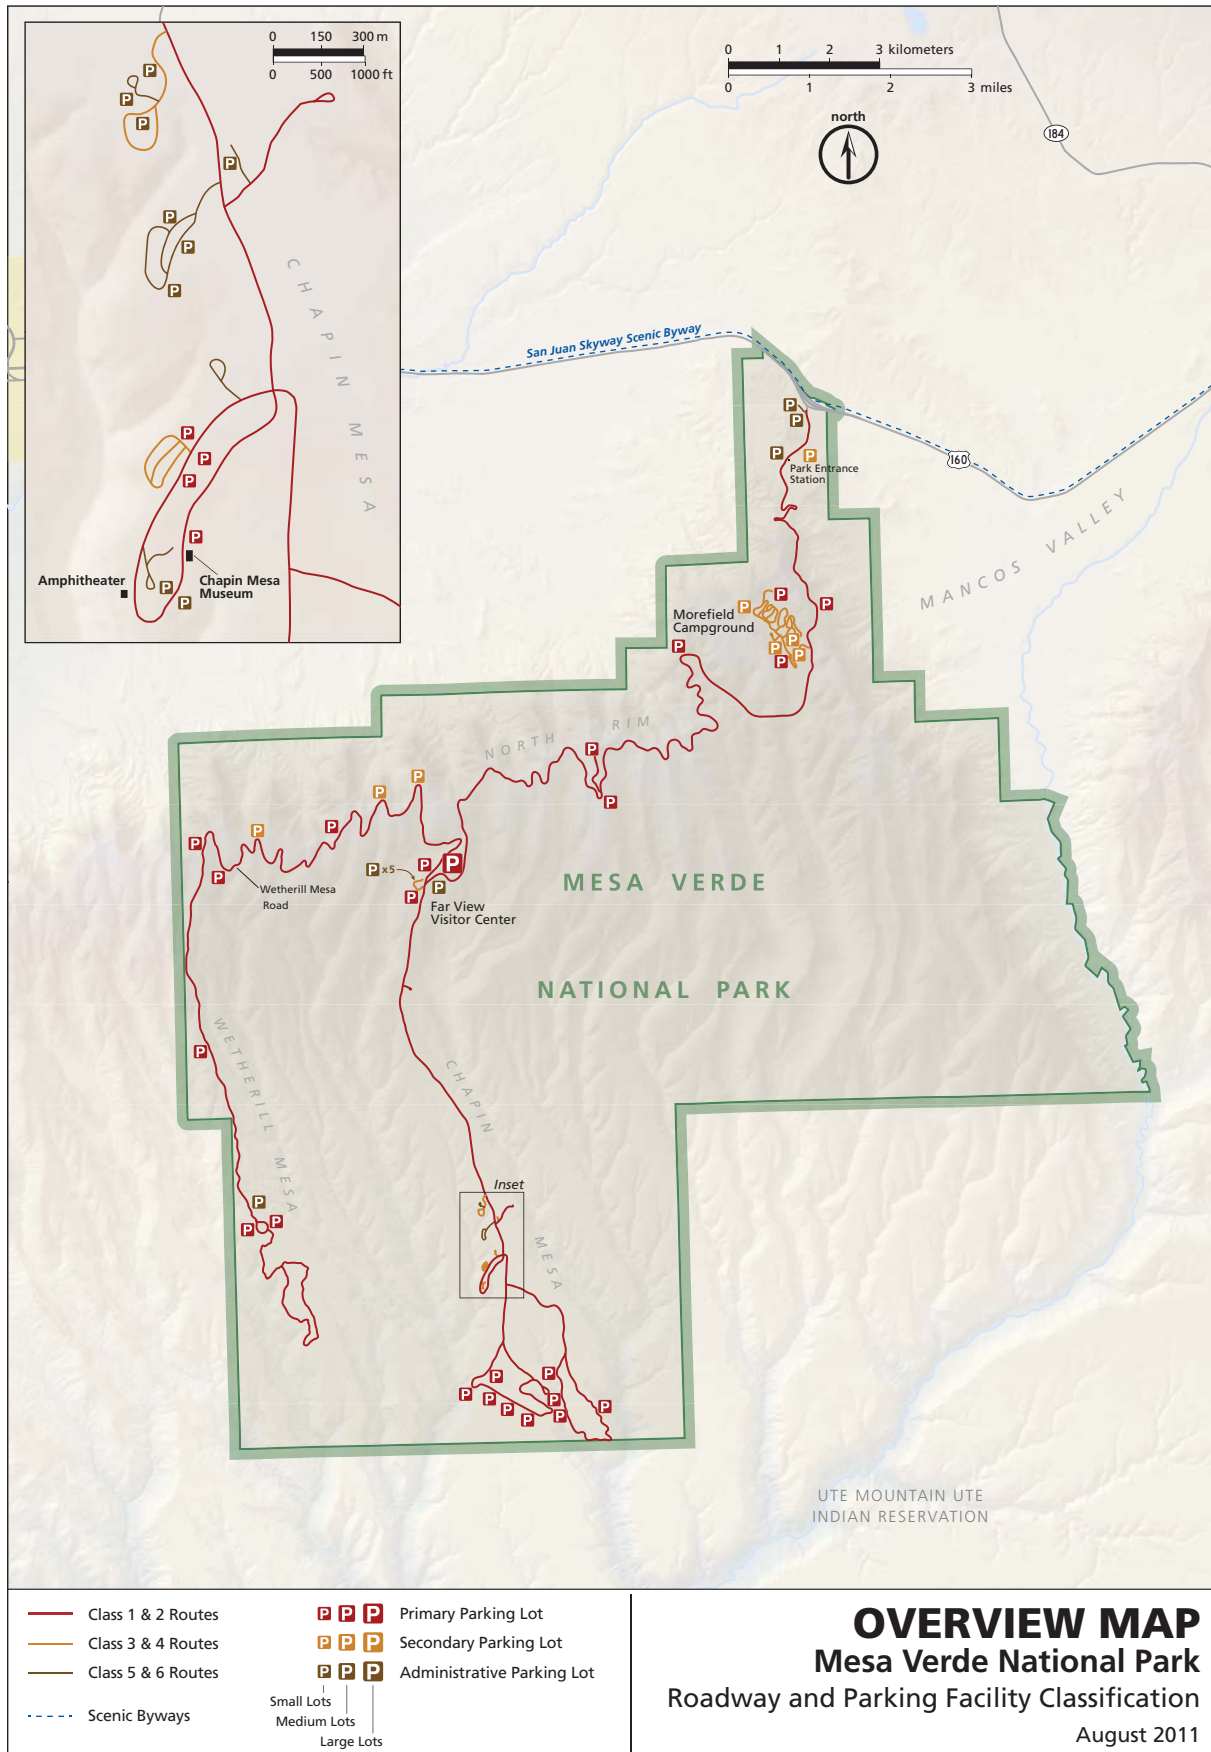 0 150 300 m
0 500 1000 ft
P
P
P
P
P
P
P
CHAPIN MESA
P
P
P
P
Amphitheater
Chapin Mesa
Museum
P
P
0 1 2 3 kilometers
0 1 2 3 miles
north
184
San Juan Skyway Scenic Byway
160
P
P
P
P
Park Entrance
Station
MANCOS VALLEY
P
P
P
Morefield
Campground
P
P
P
P
P
NORTH RIM
P
P
P
P
P
P
P
P
Wetherill Mesa
Road
P x5
P
P
P
P
Far View
Visitor Center
MESA VERDE
NATIONAL PARK
WETHERILL MESA
P
CHAPIN MESA
Inset
P
P
P
P
P
P
P
P
P
P
P
P
UTE MOUNTAIN UTE
INDIAN RESERVATION
Class 1 & 2 Routes
Class 3 & 4 Routes
Class 5 & 6 Routes
Scenic Byways
P P P Primary Parking Lot
P P P Secondary Parking Lot
P P P Administrative Parking Lot
Small Lots
Medium Lots
Large Lots
OVERVIEW MAP
Mesa Verde National Park
Roadway and Parking Facility Classification
August 2011